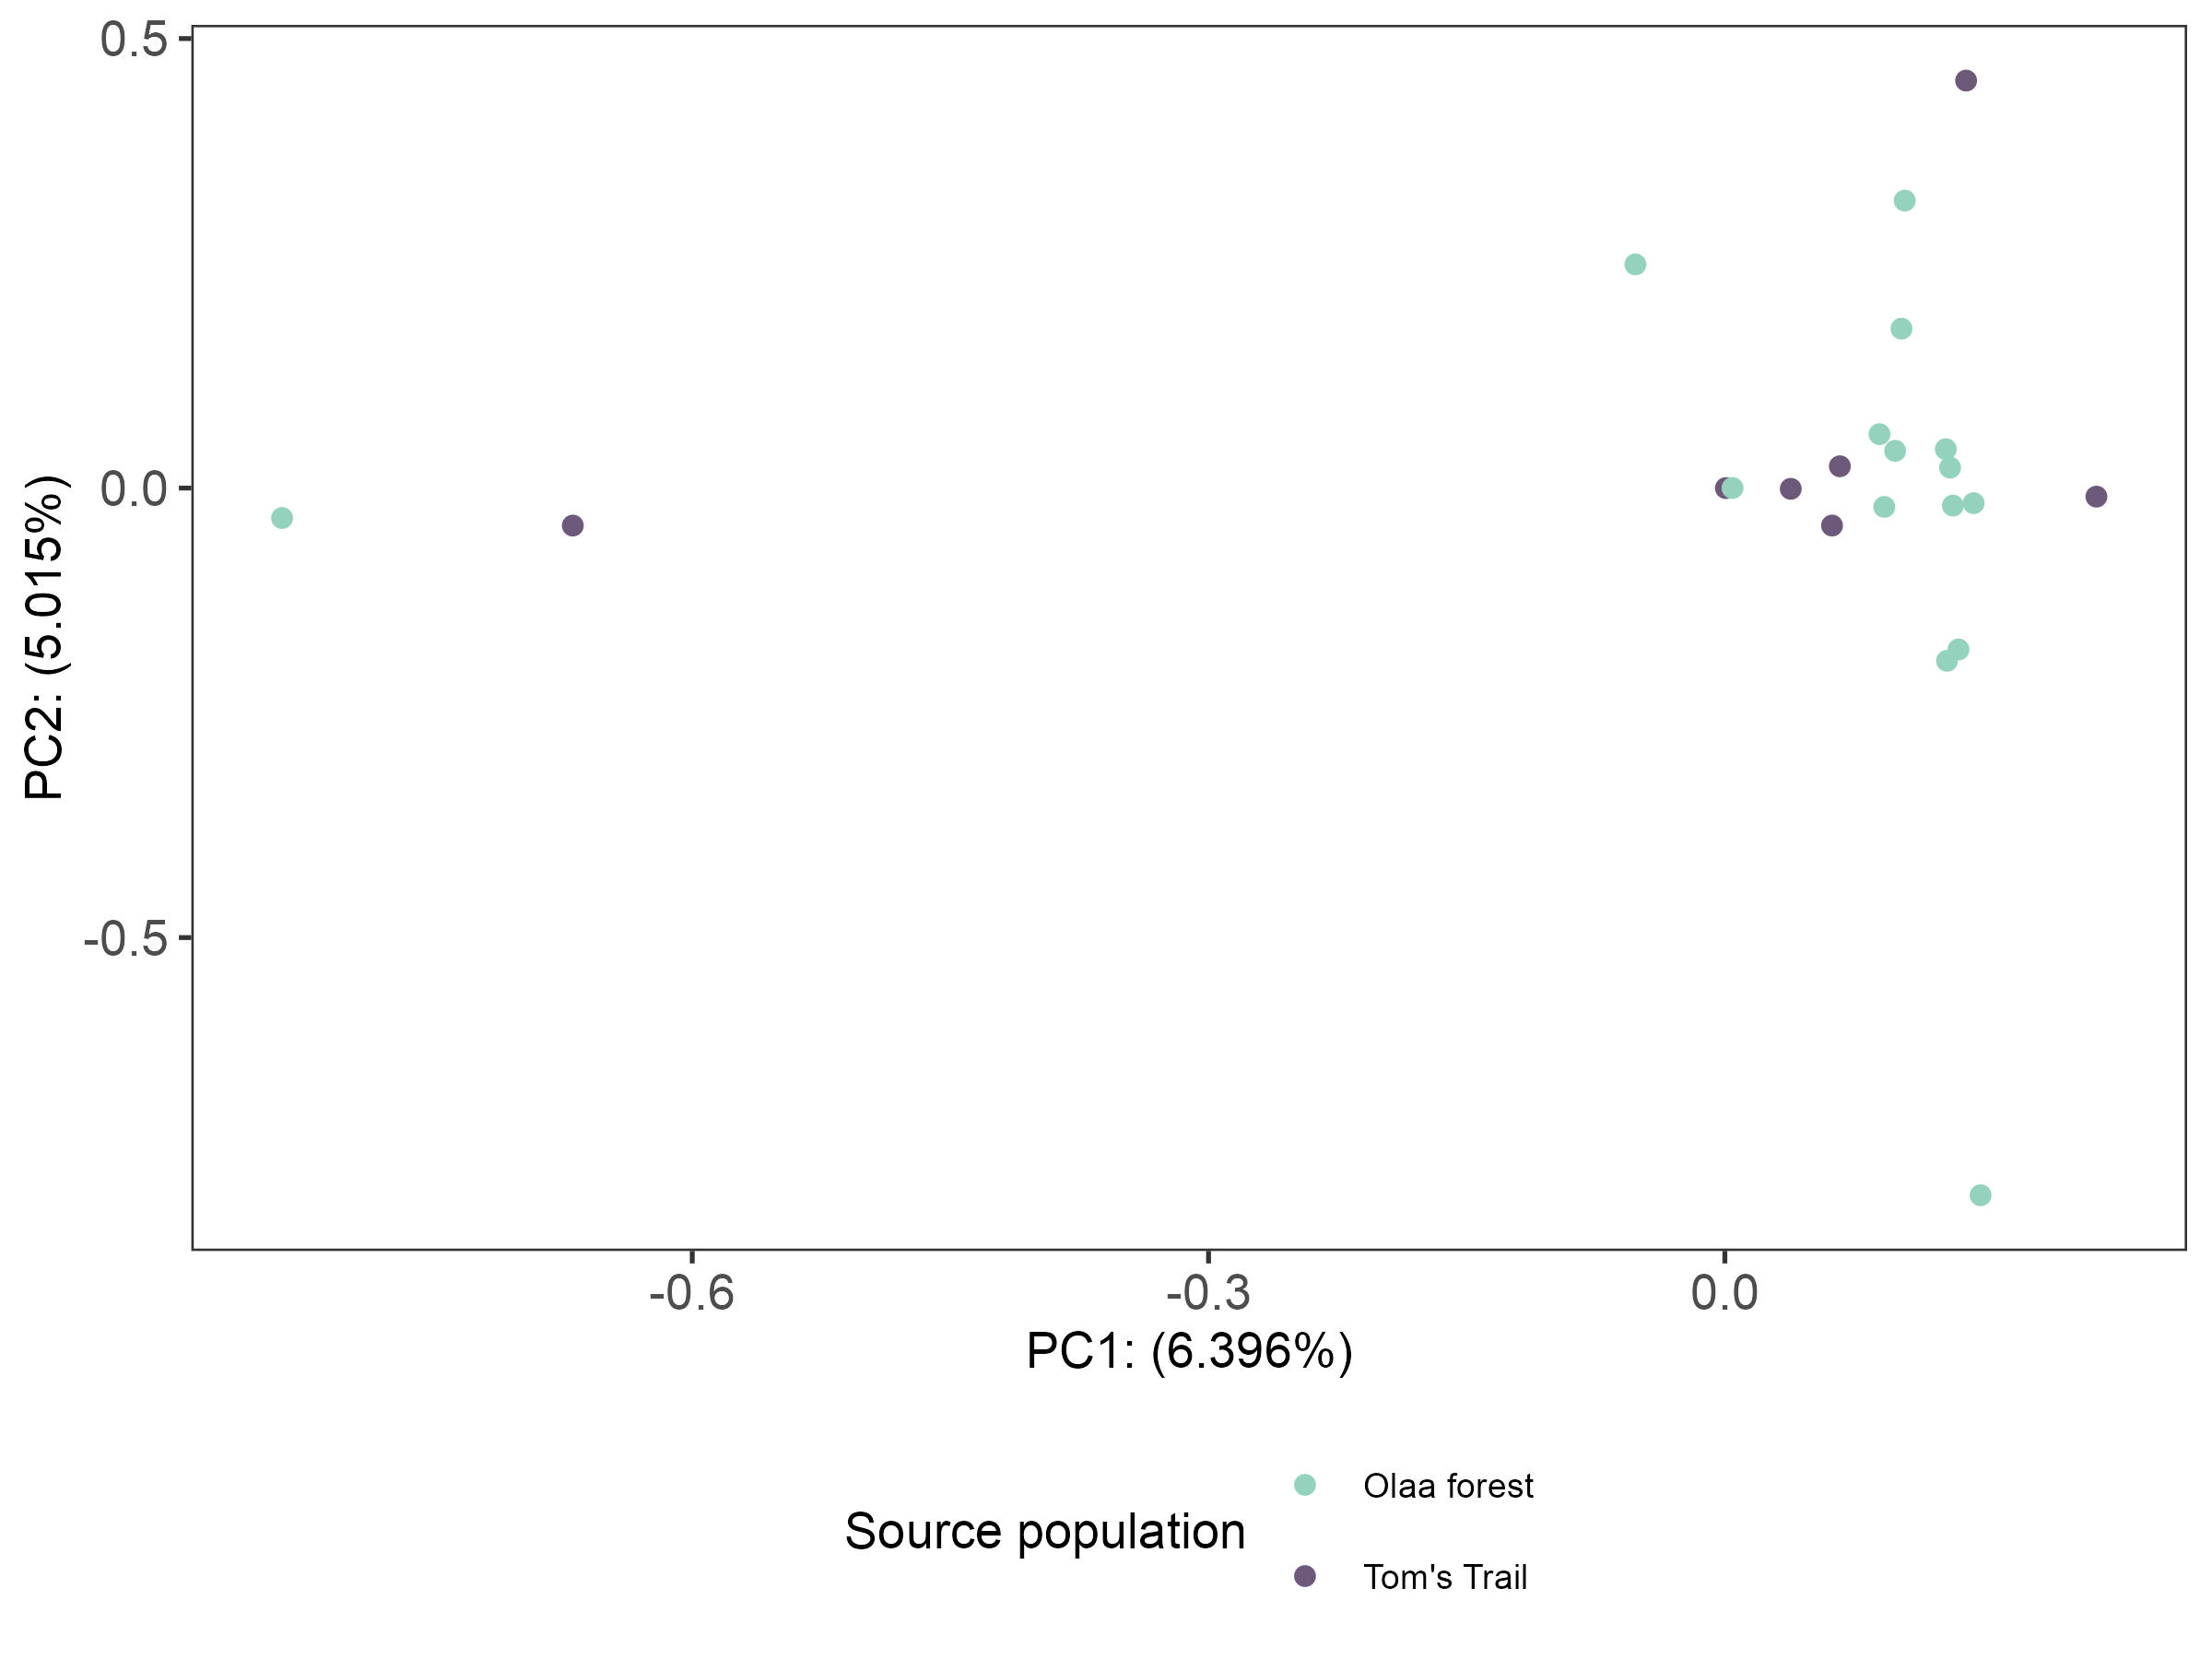 0.5
0.0
-0.5
PC2: (5.015%)
-0.6
-0.3
0.0
PC1: (6.396%)
Source population
Olaa forest
Tom's Trail